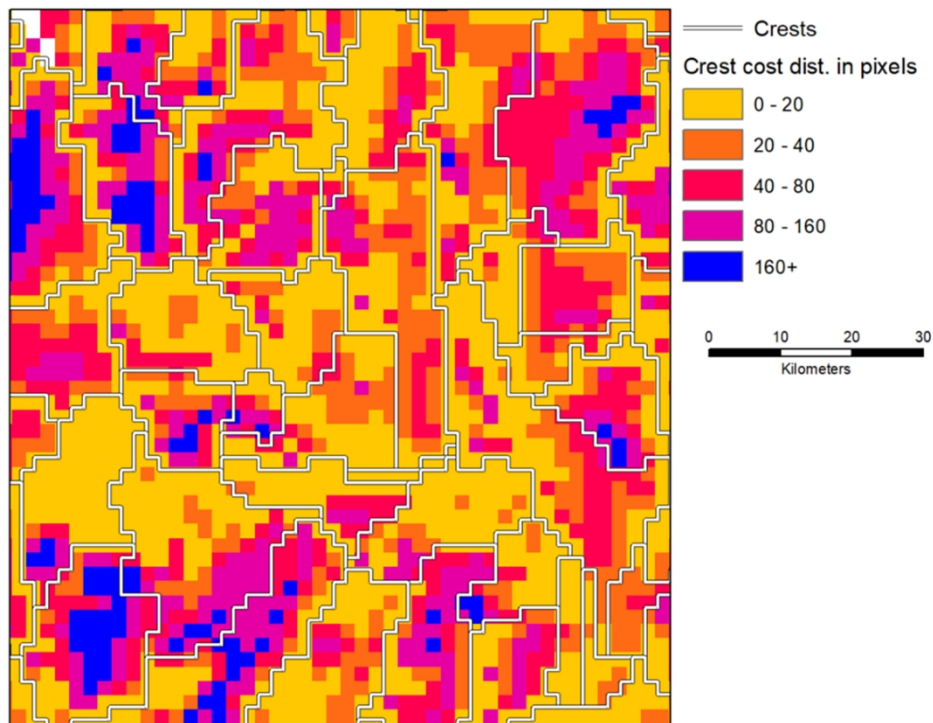 Crests
Crest cost dist. in pixels
0 - 20
20 - 40
40 - 80
80 - 160
160+
0 10 20 30
Kilometers